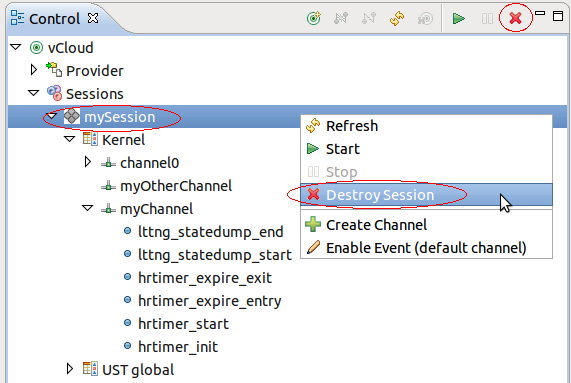 Control
vCloud
Provider
Sessions
mySession
Kernel
channel0
myOtherChannel
myChannel
lttng_statedump_end
lttng_statedump_start
hrtimer_expire_exit
hrtimer_expire_entry
hrtimer_start
hrtimer_init
UST global
Refresh
Start
Stop
Destroy Session
Create Channel
Enable Event (default channel)